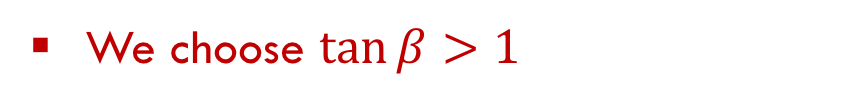 ▪ We choose tan β > 1